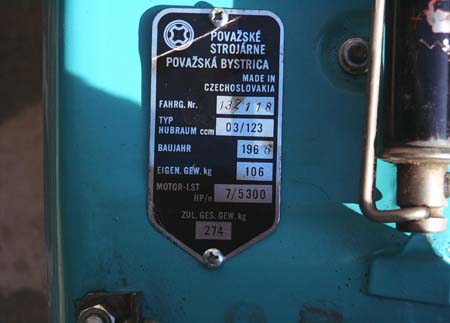 POVAŽSKÉ
STROJÁRNE
POVAŽSKÁ BYSTRICA
MADE IN
CZECHOSLOVAKIA
FAHRG. Nr. 132118
TYP
HUBRAUM ccm 03/123
BAUJAHR 1966
EIGEN. GEW. kg 106
MOTOR-LST
HP/n 7/5300
ZUL. GES. GEW. kg
274